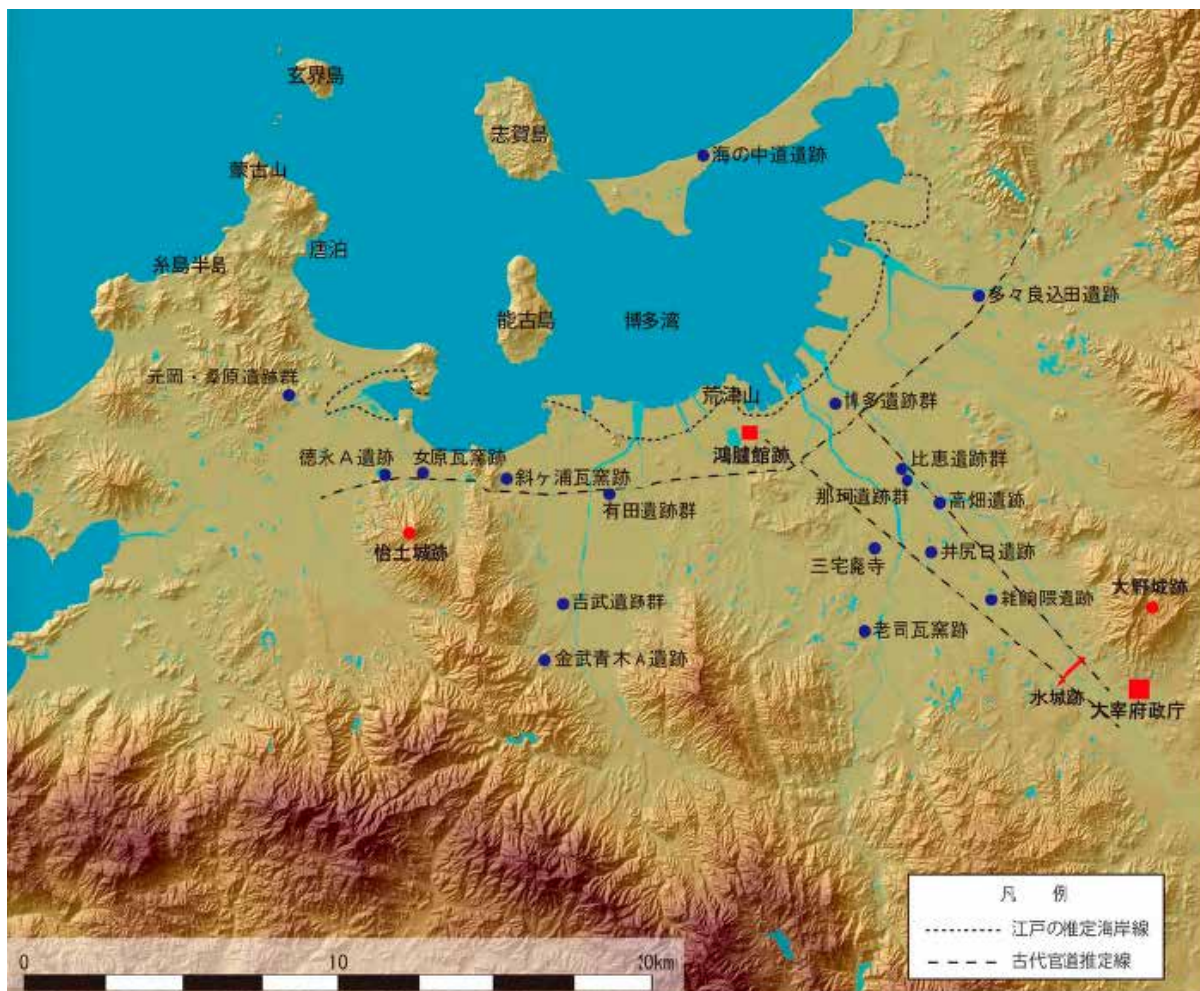 玄界島
志賀島
海の中道遺跡
蒙古山
唐泊
糸島半島
多々良込田遺跡
能古島
博多湾
元岡・桑原遺跡群
荒津山
博多遺跡群
鴻臚館跡
徳永A遺跡
女原瓦窯跡
斜ヶ浦瓦窯跡
比恵遺跡群
那珂遺跡群
高畑遺跡
有田遺跡群
怡土城跡
三宅廃寺
井尻B遺跡
大野城跡
吉武遺跡群
雑餉隈遺跡
老司瓦窯跡
金武青木A遺跡
水城跡
大宰府政庁
凡 例
江戸の推定海岸線
古代官道推定線
0 10 20km